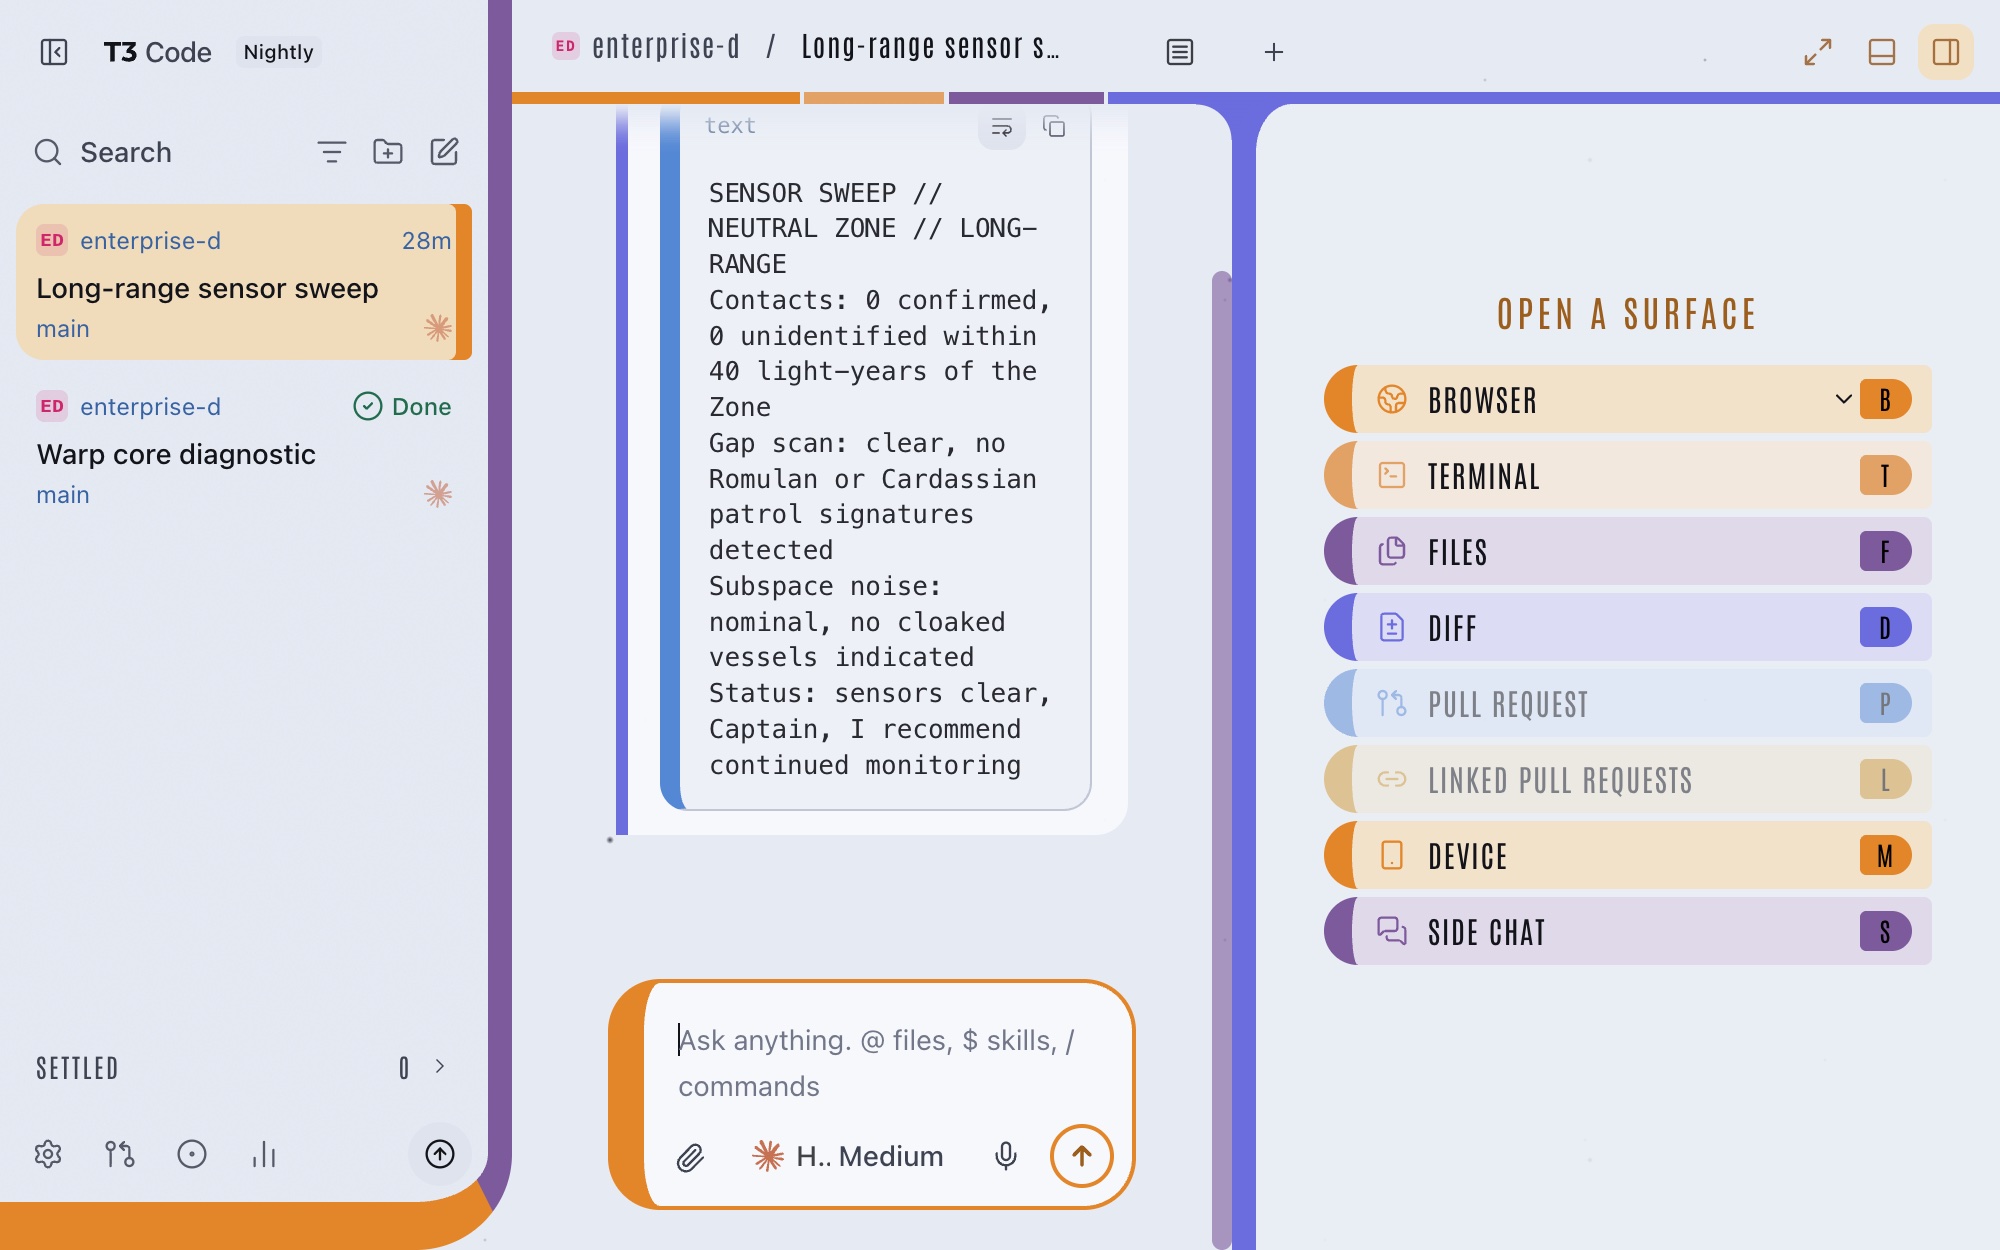 T3 Code Nightly
Search
ED enterprise-d 28m
Long-range sensor sweep
main
ED enterprise-d Done
Warp core diagnostic
main
SETTLED 0
ED enterprise-d / Long-range sensor s…
text
SENSOR SWEEP //
NEUTRAL ZONE // LONG-
RANGE
Contacts: 0 confirmed,
0 unidentified within
40 light-years of the
Zone
Gap scan: clear, no
Romulan or Cardassian
patrol signatures
detected
Subspace noise:
nominal, no cloaked
vessels indicated
Status: sensors clear,
Captain, I recommend
continued monitoring
Ask anything. @ files, $ skills, /
commands
H.. Medium
OPEN A SURFACE
BROWSER B
TERMINAL T
FILES F
DIFF D
PULL REQUEST P
LINKED PULL REQUESTS L
DEVICE M
SIDE CHAT S